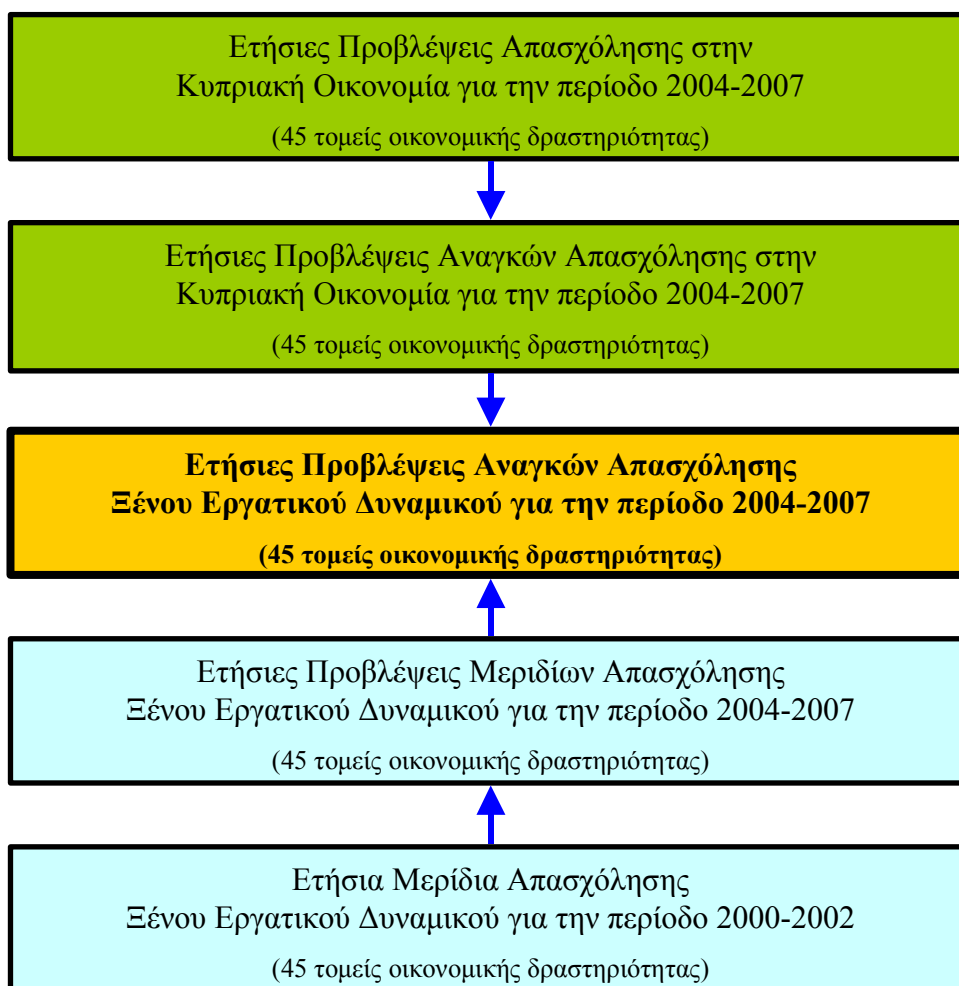 Ετήσιες Προβλέψεις Απασχόλησης στην
Κυπριακή Οικονομία για την περίοδο 2004-2007
(45 τομείς οικονομικής δραστηριότητας)
Ετήσιες Προβλέψεις Αναγκών Απασχόλησης στην
Κυπριακή Οικονομία για την περίοδο 2004-2007
(45 τομείς οικονομικής δραστηριότητας)
Ετήσιες Προβλέψεις Αναγκών Απασχόλησης
Ξένου Εργατικού Δυναμικού για την περίοδο 2004-2007
(45 τομείς οικονομικής δραστηριότητας)
Ετήσιες Προβλέψεις Μεριδίων Απασχόλησης
Ξένου Εργατικού Δυναμικού για την περίοδο 2004-2007
(45 τομείς οικονομικής δραστηριότητας)
Ετήσια Μερίδια Απασχόλησης
Ξένου Εργατικού Δυναμικού για την περίοδο 2000-2002
(45 τομείς οικονομικής δραστηριότητας)